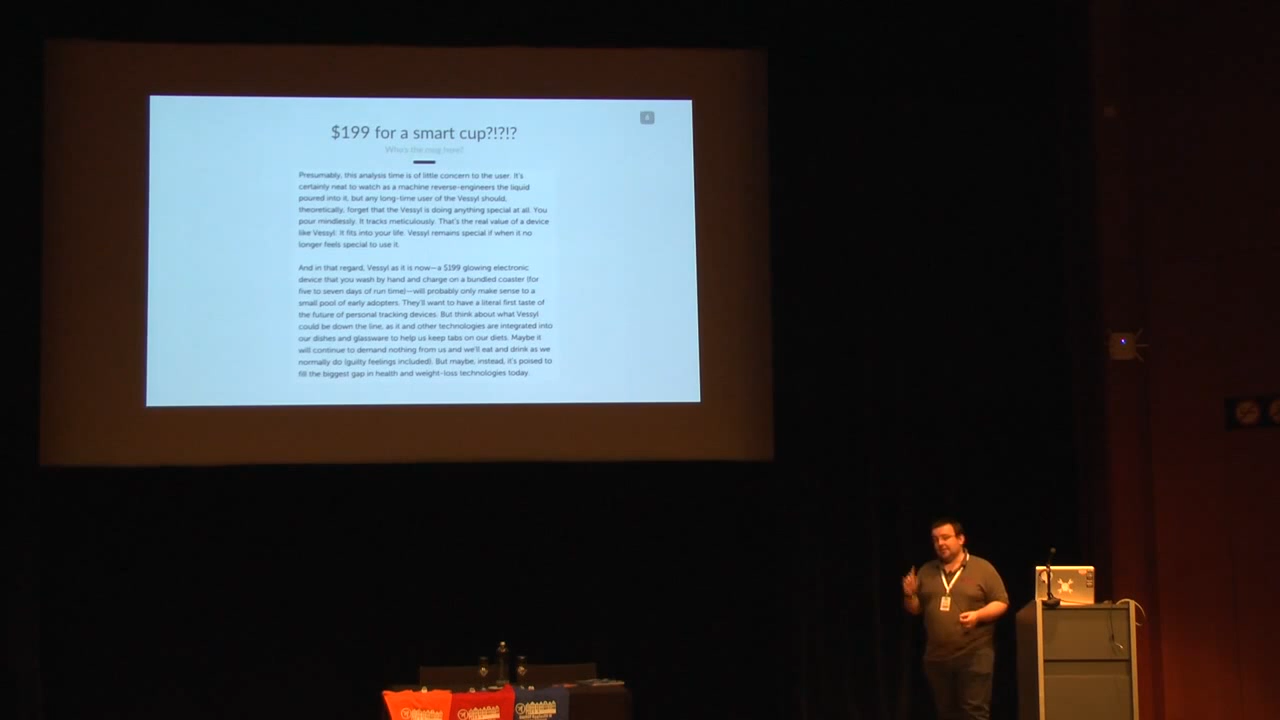 $199 for a smart cup?!?!?
Who's the mug here?
Presumably, this analysis time is of little concern to the user. It's
certainly neat to watch as a machine reverse-engineers the liquid
poured into it, but any long-time user of the Vessyl should,
theoretically, forget that the Vessyl is doing anything special at all. You
pour mindlessly. It tracks meticulously. That's the real value of a device
like Vessyl: It fits into your life. Vessyl remains special if when it no
longer feels special to use it.
And in that regard, Vessyl as it is now—a $199 glowing electronic
device that you wash by hand and charge on a bundled coaster (for
five to seven days of run time)—will probably only make sense to a
small pool of early adopters. They'll want to have a literal first taste of
the future of personal tracking devices. But think about what Vessyl
could be down the line, as it and other technologies are integrated into
our dishes and glassware to help us keep tabs on our diets. Maybe it
will continue to demand nothing from us and we'll eat and drink as we
normally do (guilty feelings included). But maybe, instead, it's poised to
fill the biggest gap in health and weight-loss technologies today.